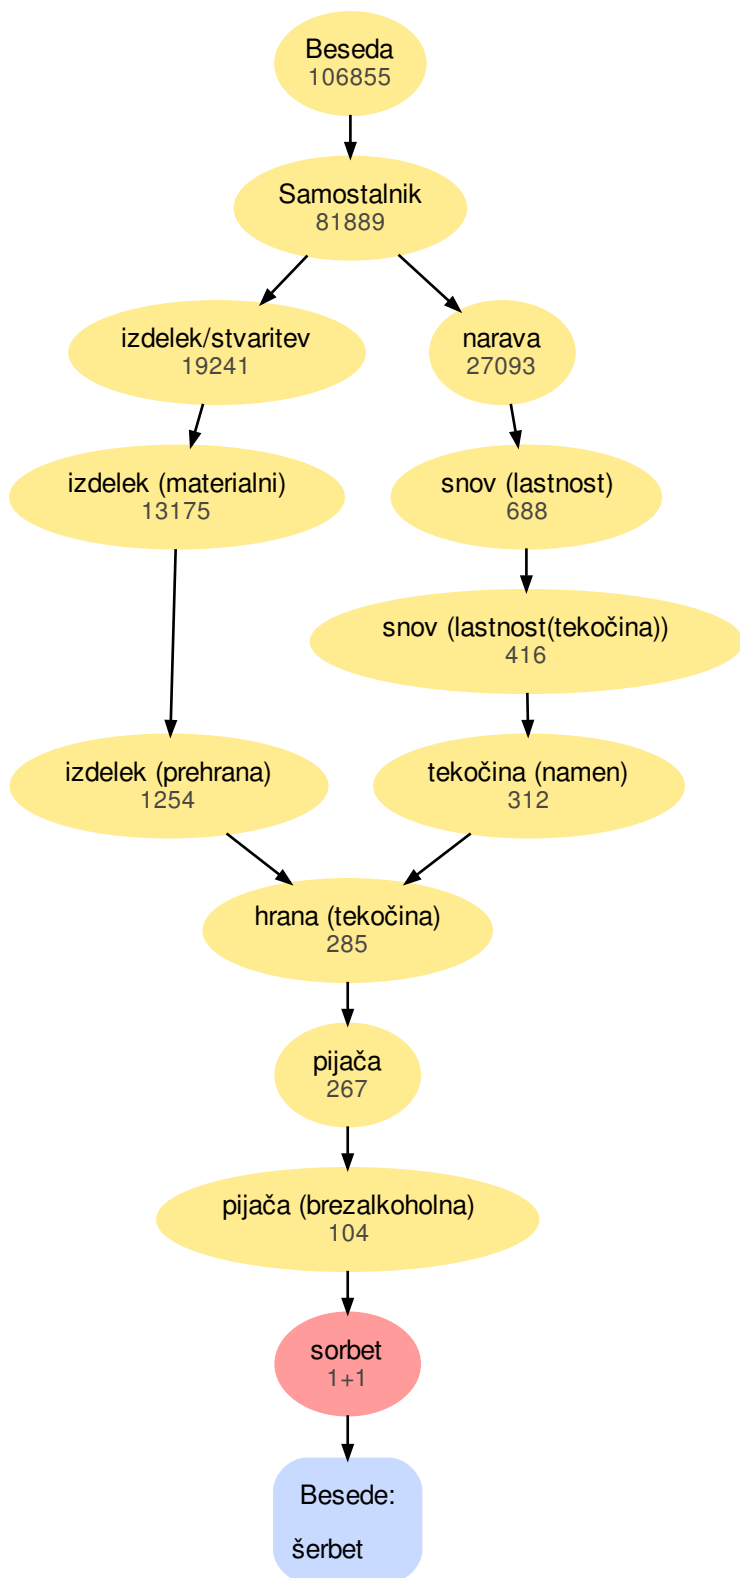 Beseda
106855
Samostalnik
81889
izdelek/stvaritev
19241
narava
27093
izdelek (materialni)
13175
snov (lastnost)
688
snov (lastnost(tekočina))
416
izdelek (prehrana)
1254
tekočina (namen)
312
hrana (tekočina)
285
pijača
267
pijača (brezalkoholna)
104
sorbet
1+1
Besede:
šerbet